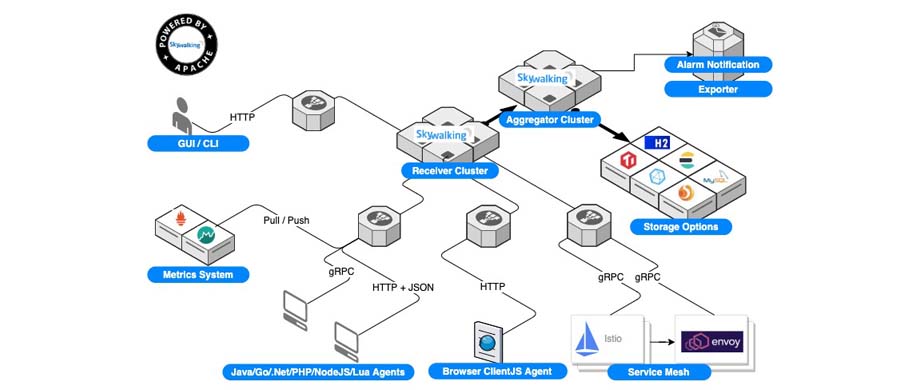 POWERED BY
Skywalking
APACHE
HTTP
GUI / CLI
Skywalking
Receiver Cluster
Skywalking
Aggregator Cluster
Alarm Notification
Exporter
H2
MySQL
Storage Options
Pull / Push
Metrics System
gRPC
HTTP + JSON
HTTP
gRPC
gRPC
Java/Go/.Net/PHP/NodeJS/Lua Agents
Browser ClientJS Agent
Istio
envoy
Service Mesh